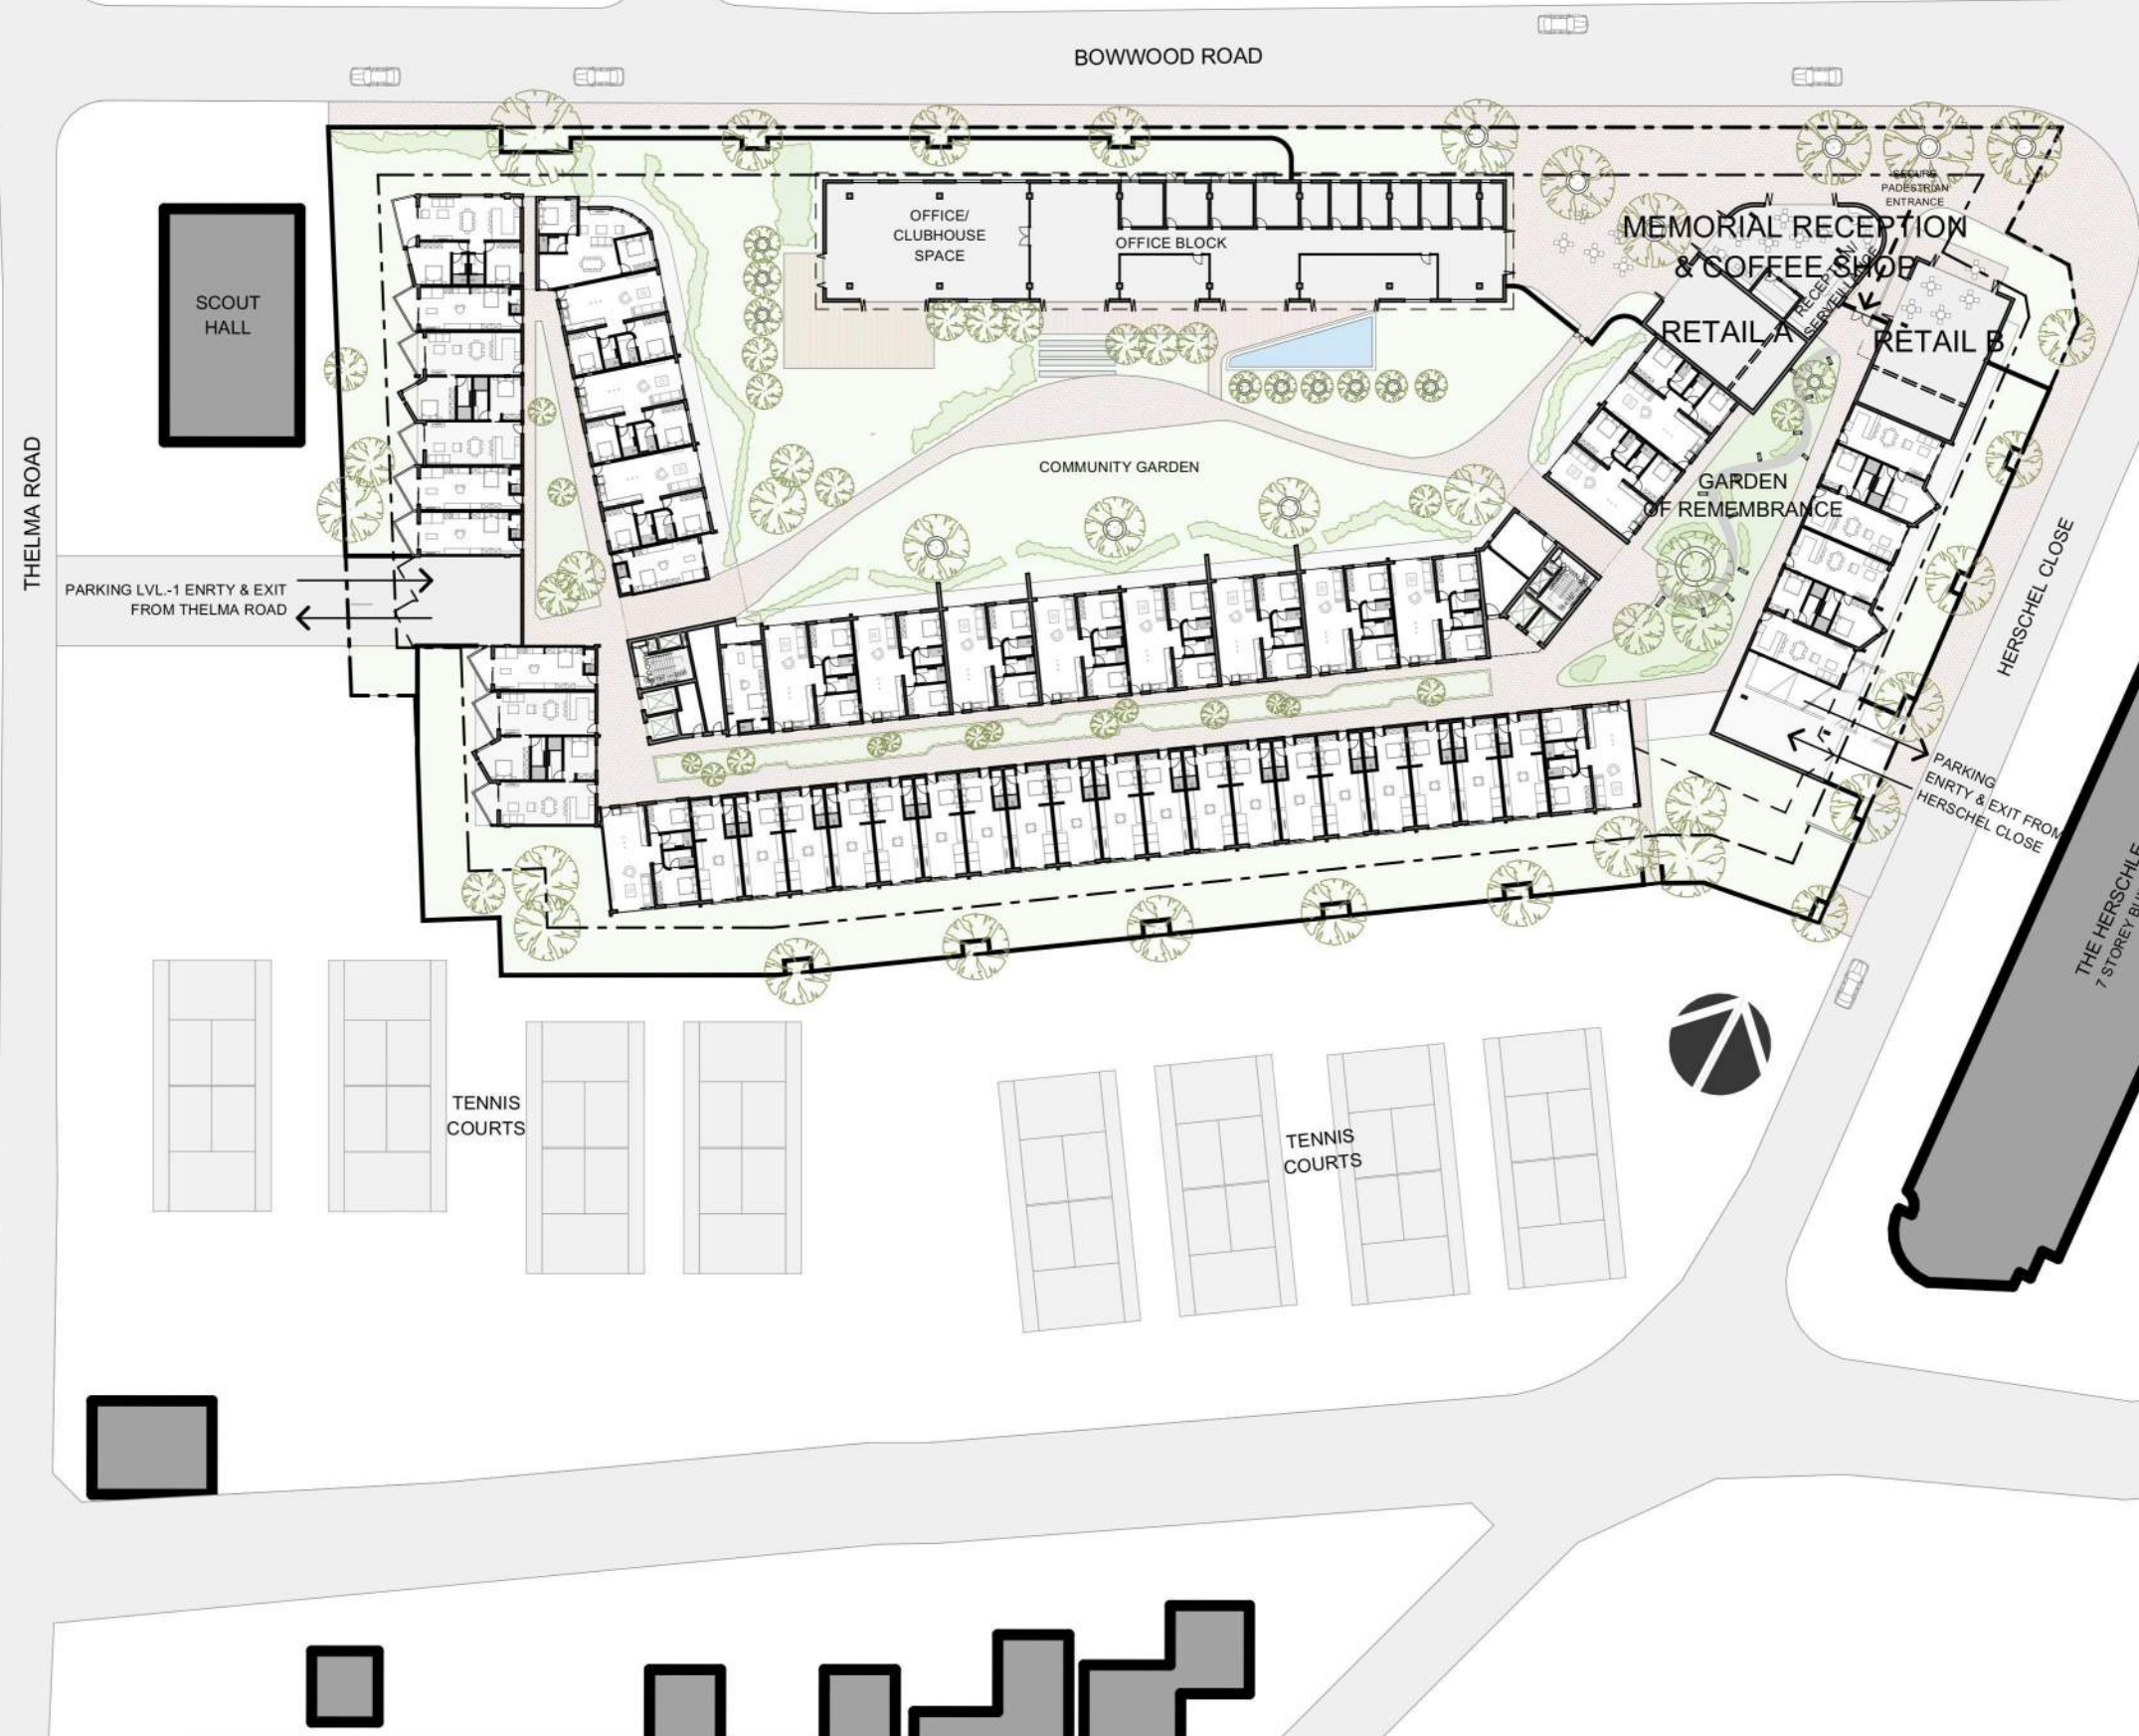 BOWWOOD ROAD
SECURE
PADESTRIAN
ENTRANCE
OFFICE/
CLUBHOUSE
SPACE
OFFICE BLOCK
MEMORIAL RECEPTION
& COFFEE SHOP
RECEPTION/
SCOUT
HALL
RETAIL A
RETAIL B
COMMUNITY GARDEN
GARDEN
OF REMEMBRANCE
THELMA ROAD
PARKING LVL.-1 ENRTY & EXIT
FROM THELMA ROAD
HERSCHEL CLOSE
PARKING
ENRTY & EXIT FROM
HERSCHEL CLOSE
THE HERSCHLE
7 STOREY
TENNIS
COURTS
TENNIS
COURTS